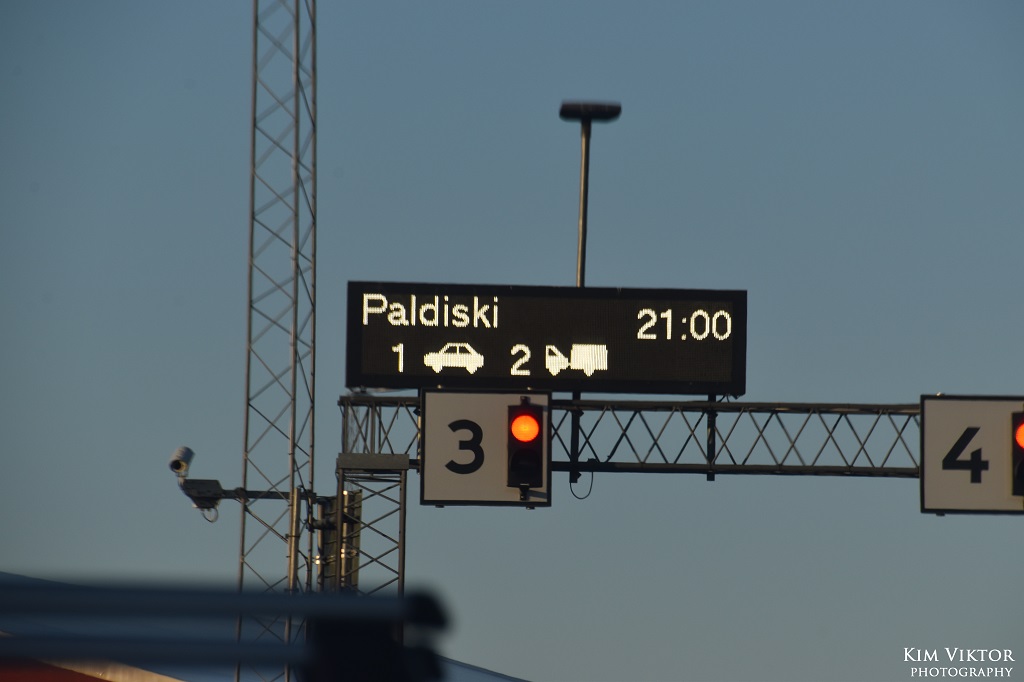 Paldiski 21:00
1 2
3
4
KIM VIKTOR
PHOTOGRAPHY